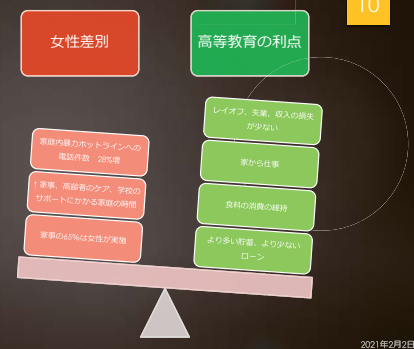 10
女性差別
高等教育の利点
レイオフ、失業、収入の損失
が少ない
家庭内暴力ホットラインへの
電話件数 28%増
家から仕事
↑家事、高齢者のケア、学校の
サポートにかかる家庭の時間
食料の消費の維持
家事の65%は女性が実施
より多い貯蓄、より少ない
ローン
2021年2月2日